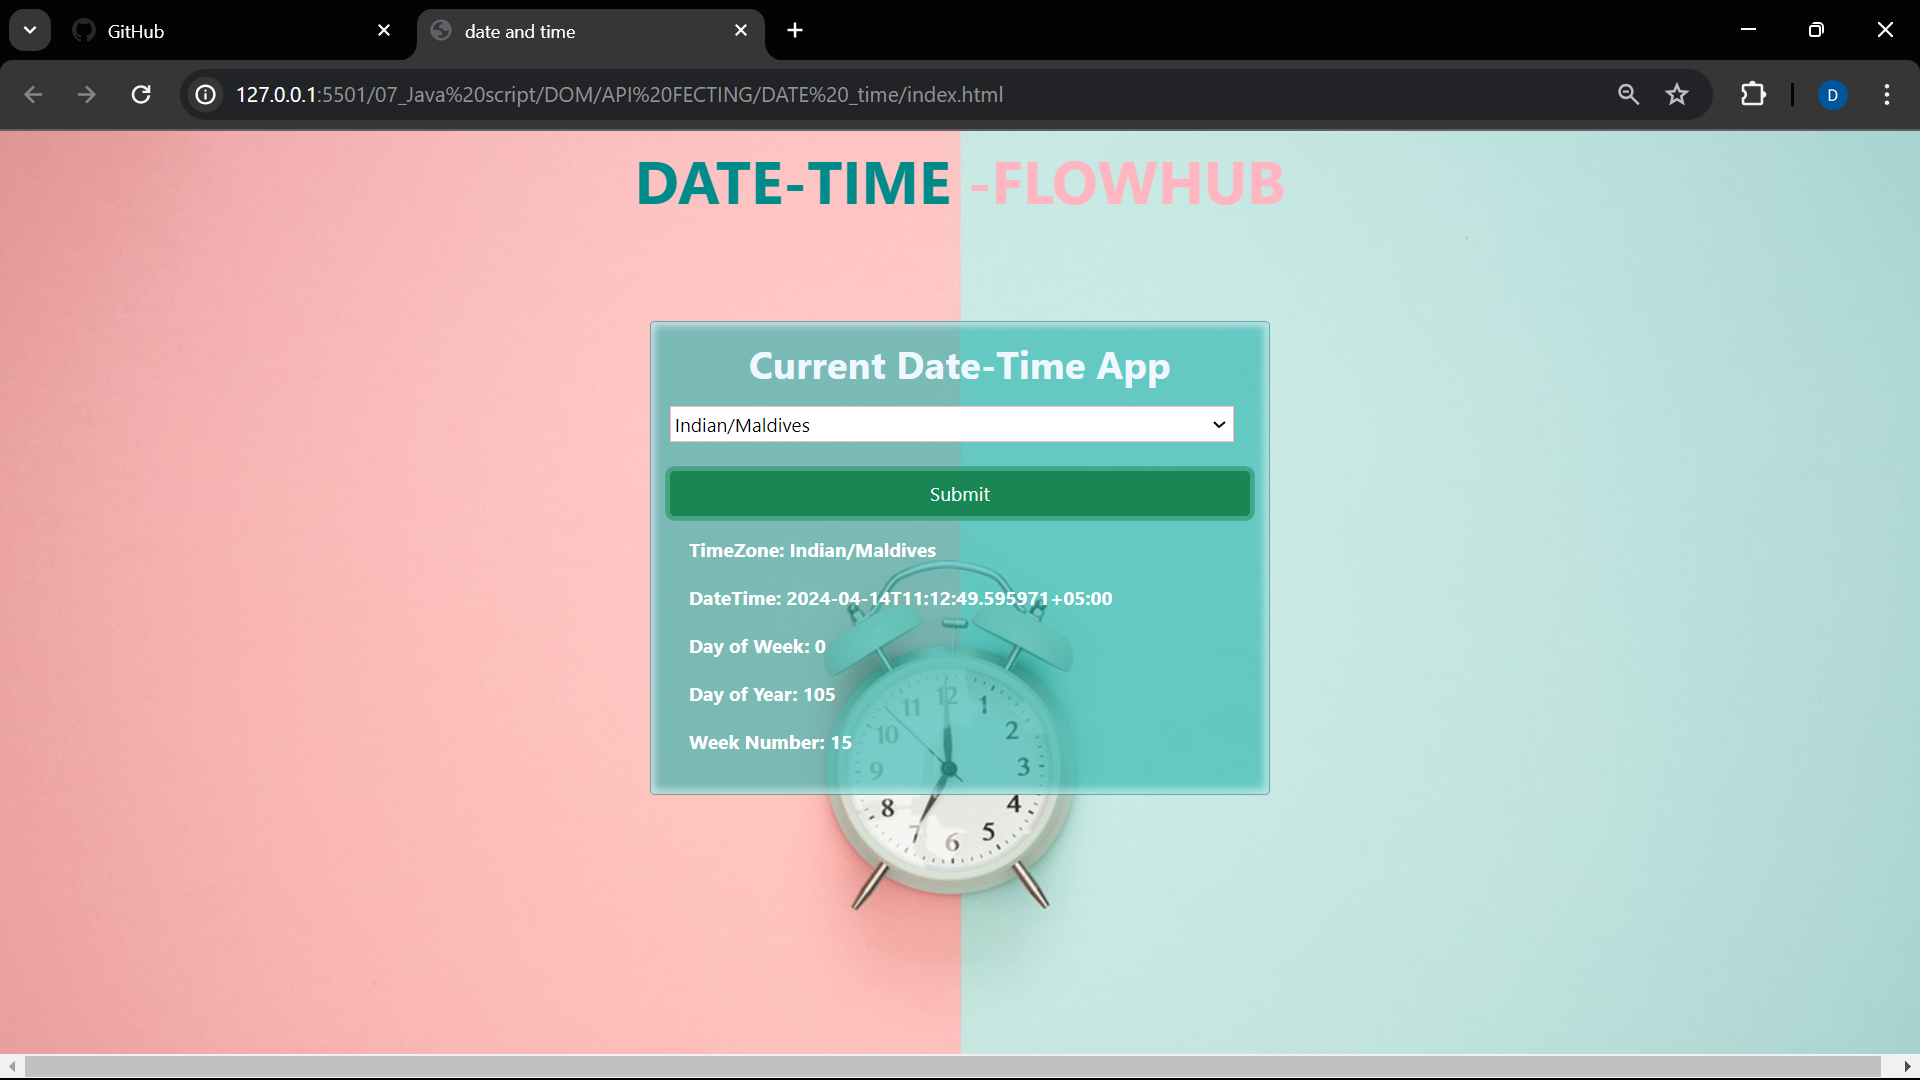 GitHub
date and time
127.0.0.1:5501/07_Java%20script/DOM/API%20FECTING/DATE%20_time/index.html
D
DATE-TIME -FLOWHUB
Current Date-Time App
Indian/Maldives
Submit
TimeZone: Indian/Maldives
DateTime: 2024-04-14T11:12:49.595971+05:00
Day of Week: 0
Day of Year: 105
Week Number: 15
12
11
1
10
2
9
3
8
4
7
5
6